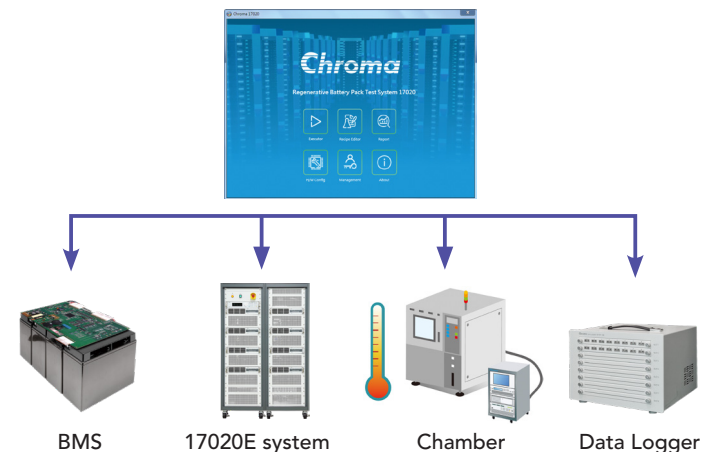 Chroma 17020
Chroma
Regenerative Battery Pack Test System 17020
Execution
Recipe Editor
Report
Management
About
BMS
17020E system
Chamber
Data Logger